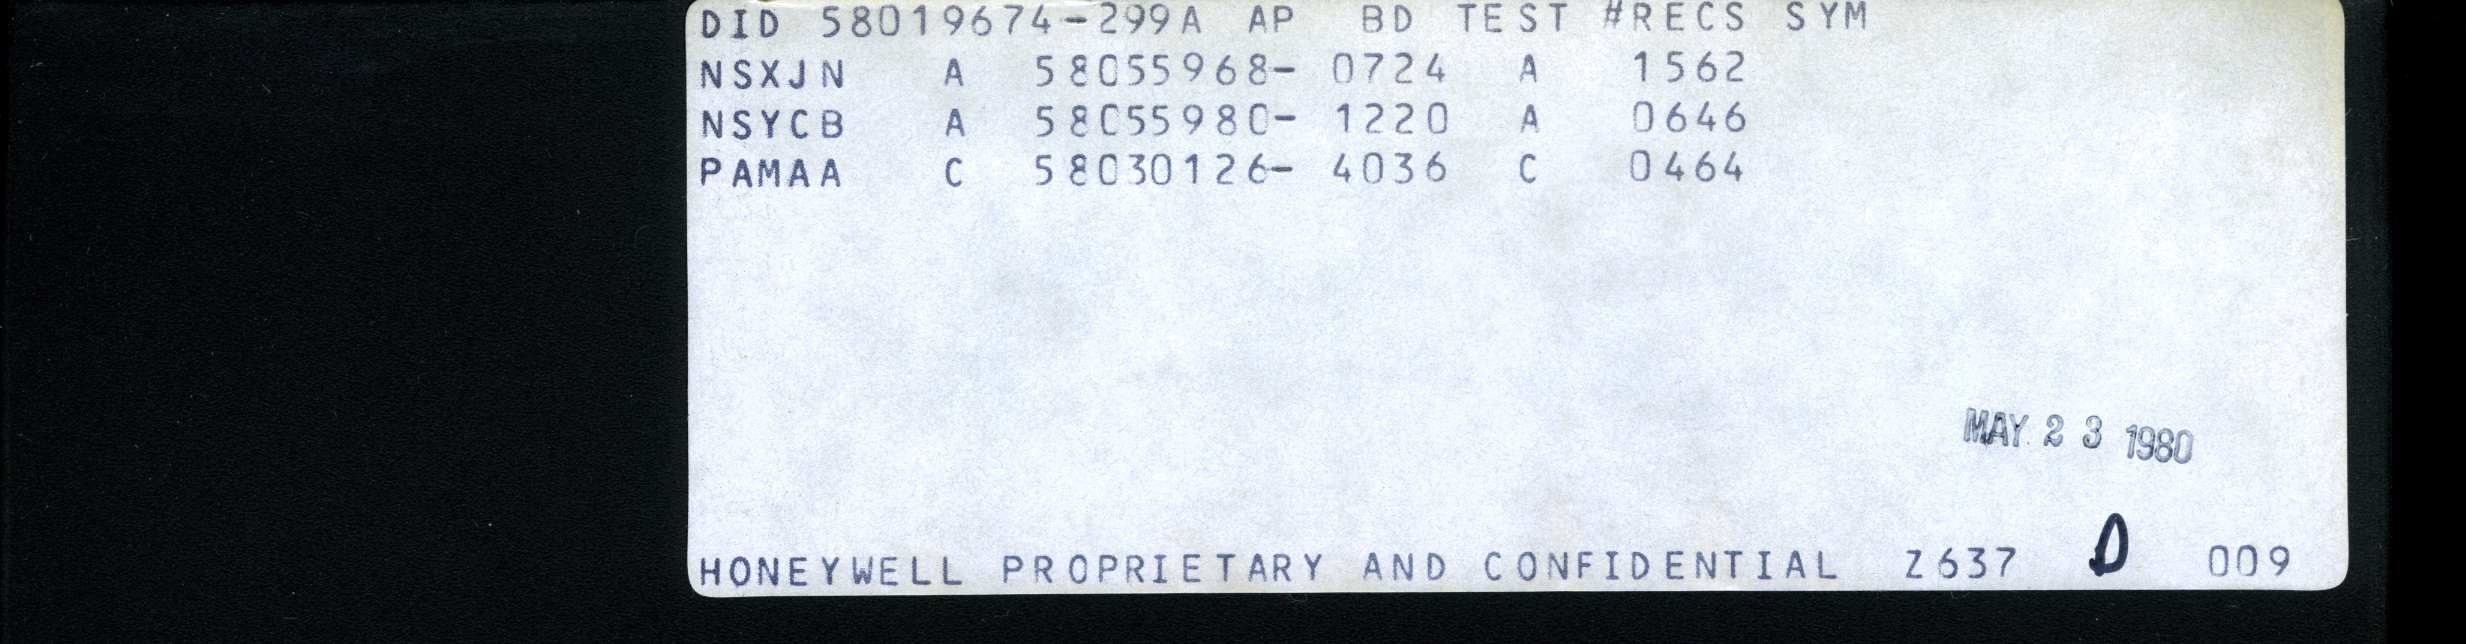 DID 58019674-299A AP BD TEST #RECS SYM
NSXJN A 58055968- 0724 A 1562
NSYCB A 58055980- 1220 A 0646
PAMAA C 58030126- 4036 C 0464
MAY 23 1980
HONEYWELL PROPRIETARY AND CONFIDENTIAL Z637 D 009